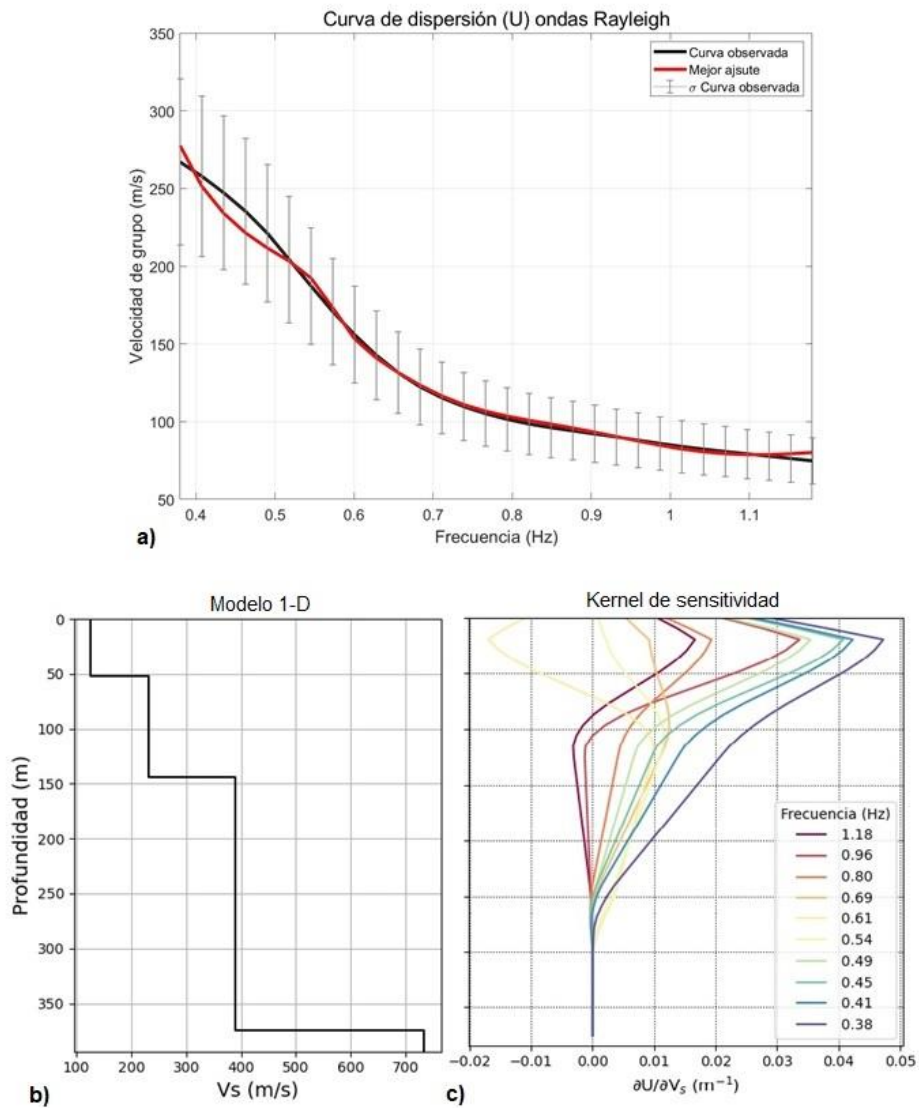 Curva de dispersión (U) ondas Rayleigh
350
300
250
200
150
100
50
Velocidad de grupo (m/s)
Curva observada
Mejor ajsute
σ Curva observada
0.4 0.5 0.6 0.7 0.8 0.9 1 1.1
Frecuencia (Hz)
a)
Modelo 1-D
0
50
100
150
200
250
300
350
Profundidad (m)
100 200 300 400 500 600 700
Vs (m/s)
b)
Kernel de sensitividad
Frecuencia (Hz)
1.18
0.96
0.80
0.69
0.61
0.54
0.49
0.45
0.41
0.38
−0.02 −0.01 0.00 0.01 0.02 0.03 0.04 0.05
∂U/∂Vs (m⁻¹)
c)